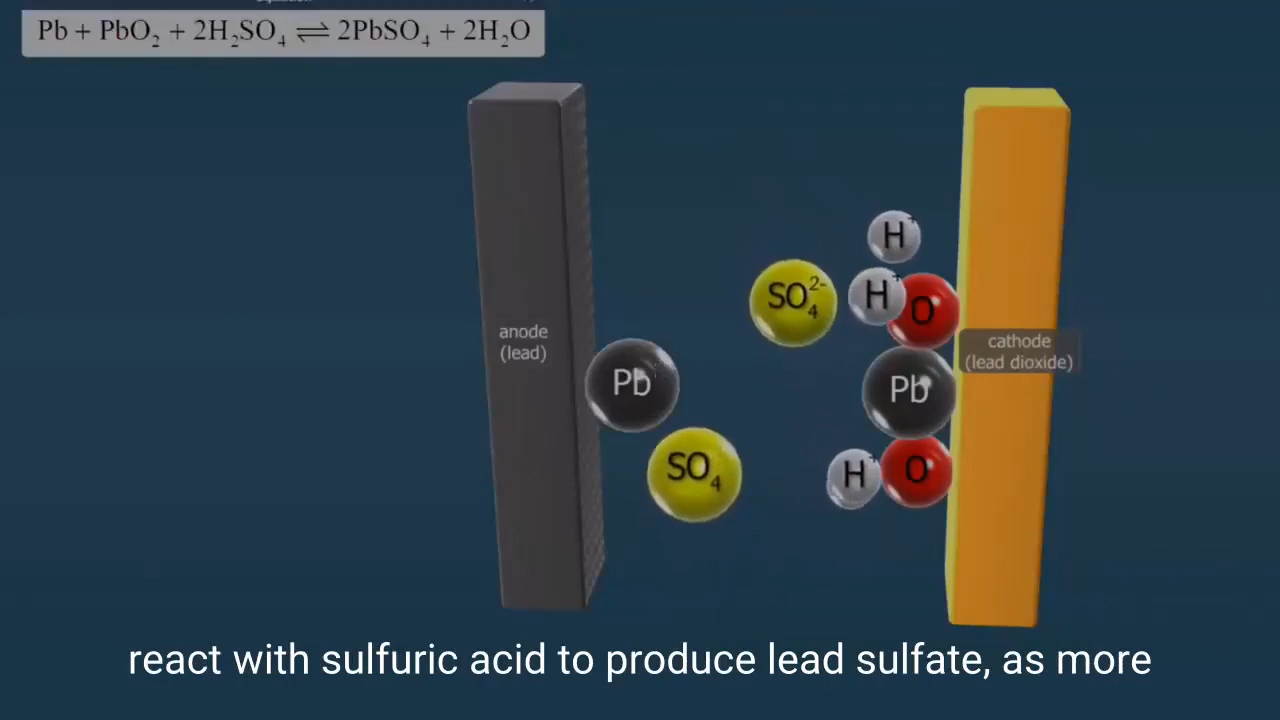 Pb + PbO₂ + 2H₂SO₄ ⇌ 2PbSO₄ + 2H₂O
H⁺
SO₄²⁻
H⁺
O
anode
(lead)
cathode
(lead dioxide)
Pb
Pb
SO₄
H⁺
O
react with sulfuric acid to produce lead sulfate, as more